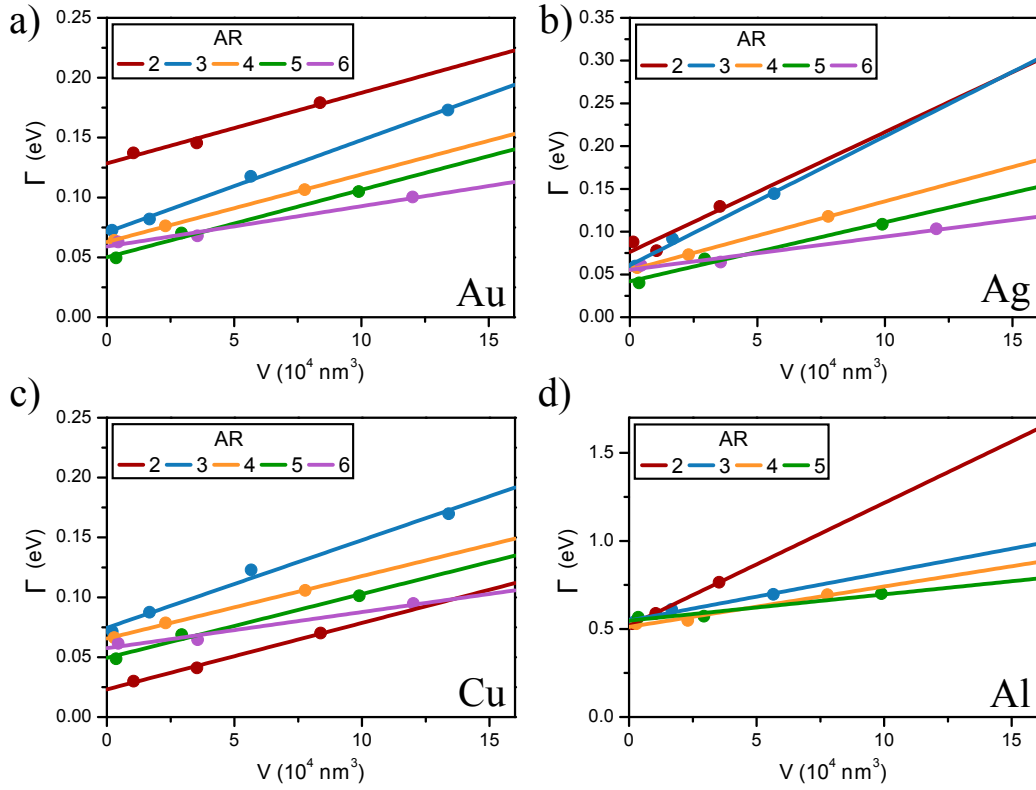 a)
AR
2 3 4 5 6
0.25
0.20
0.15
0.10
0.05
0.00
Γ (eV)
0 5 10 15
V (10⁴ nm³)
Au
b)
AR
2 3 4 5 6
0.35
0.30
0.25
0.20
0.15
0.10
0.05
0.00
Γ (eV)
0 5 10 15
V (10⁴ nm³)
Ag
c)
AR
2 3 4 5 6
0.25
0.20
0.15
0.10
0.05
0.00
Γ (eV)
0 5 10 15
V (10⁴ nm³)
Cu
d)
AR
2 3 4 5
1.5
1.0
0.5
0.0
Γ (eV)
0 5 10 15
V (10⁴ nm³)
Al